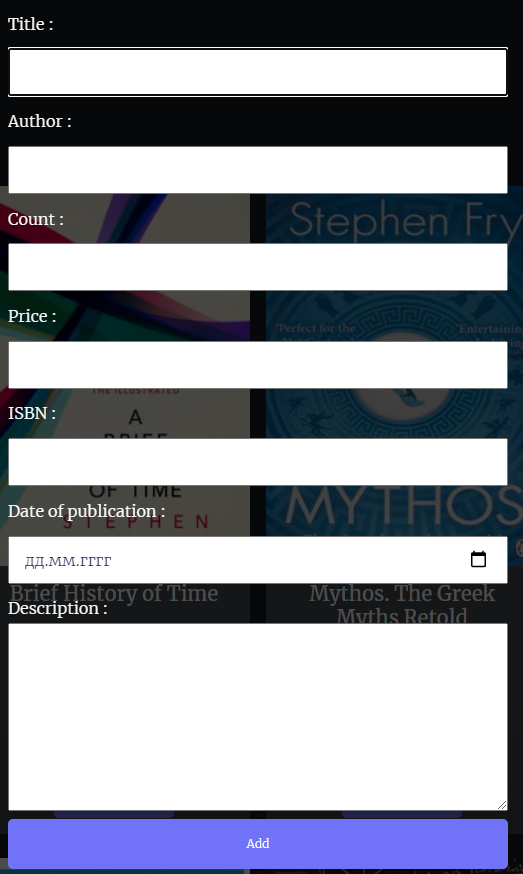 Title :
Author :
Count :
Stephen Fry
"Perfect for the
Price :
THE ILLUSTRATED
A
BRIEF
ISBN :
OF TIME
MYTHOS
STEPHEN
Date of publication :
дд.мм.гггг
Brief History of Time
Mythos. The Greek
Myths Retold
Description :
Add